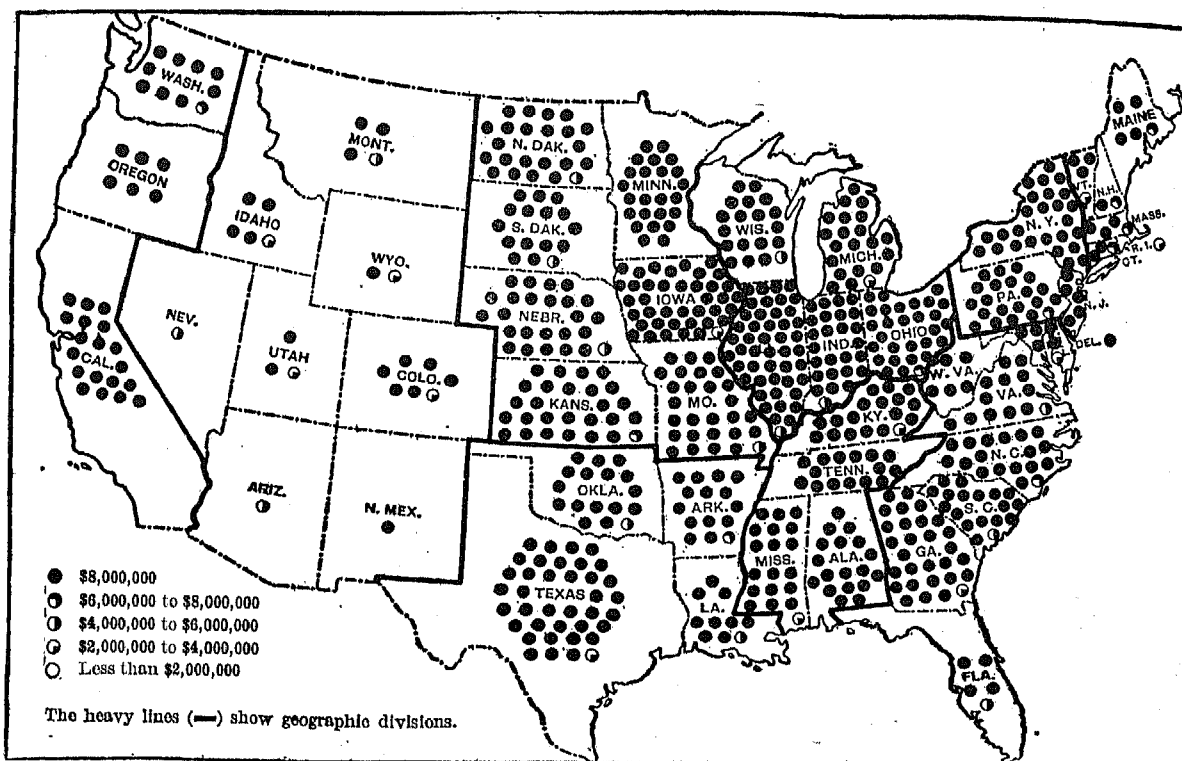 WASH.
OREGON
CAL.
NEV.
IDAHO
MONT.
WYO.
UTAH
COLO.
ARIZ.
N. MEX.
N. DAK.
S. DAK.
NEBR.
KANS.
OKLA.
TEXAS
MINN.
IOWA
MO.
ARK.
LA.
WIS.
MICH.
IND.
OHIO
KY.
TENN.
MISS.
ALA.
GA.
FLA.
S. C.
N. C.
VA.
W. VA.
PA.
N. Y.
VT.
N.H.
MAINE
MASS.
R. I.
CT.
N. J.
DEL.
$8,000,000
$6,000,000 to $8,000,000
$4,000,000 to $6,000,000
$2,000,000 to $4,000,000
Less than $2,000,000
The heavy lines (—) show geographic divisions.